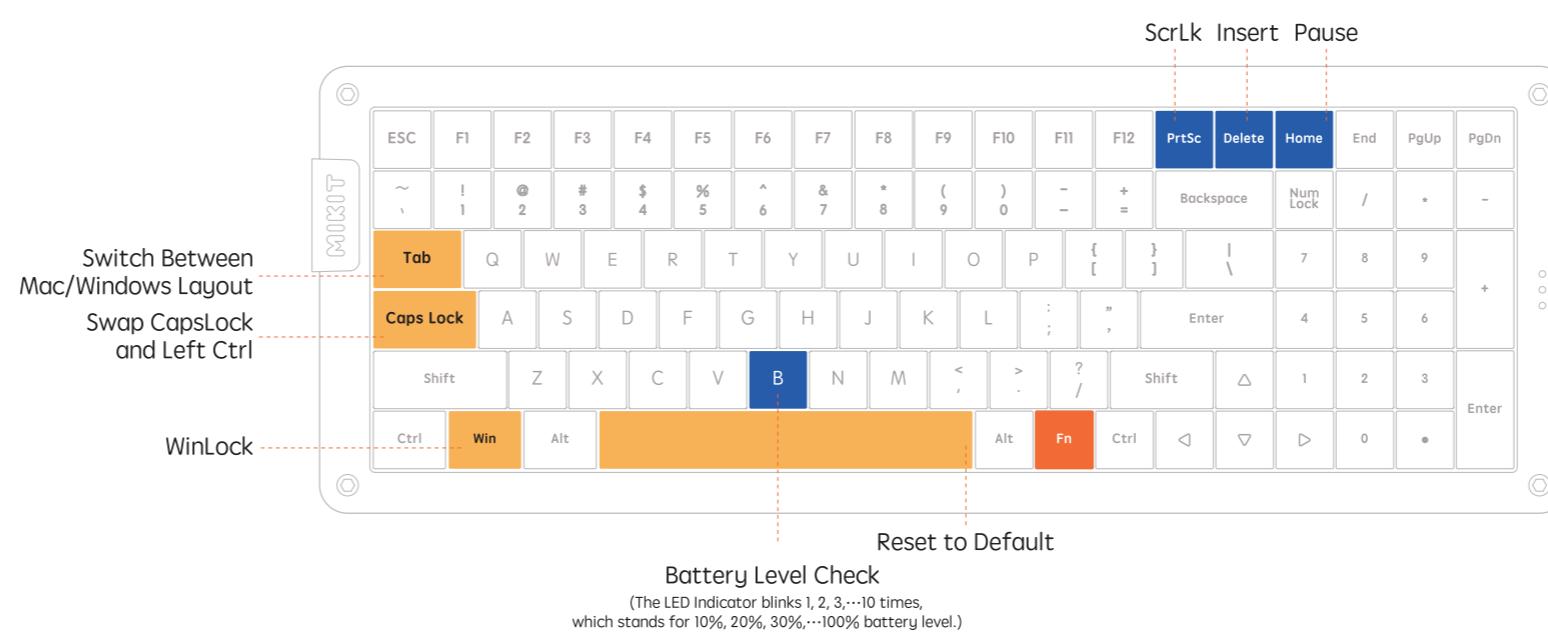 ScrLk Insert Pause
ESC F1 F2 F3 F4 F5 F6 F7 F8 F9 F10 F11 F12 PrtSc Delete Home End PgUp PgDn
MIKIT
~ ! @ # $ % ^ & * ( ) – +
` 1 2 3 4 5 6 7 8 9 0 – = Backspace Num Lock / * –
Switch Between
Mac/Windows Layout
Tab Q W E R T Y U I O P { [ } ] | \ 7 8 9 +
Swap CapsLock
and Left Ctrl
Caps Lock A S D F G H J K L : ; " , Enter 4 5 6
Shift Z X C V B N M < , > . ? / Shift △ 1 2 3 Enter
WinLock
Ctrl Win Alt Alt Fn Ctrl ◁ ▽ ▷ 0 •
Reset to Default
Battery Level Check
(The LED Indicator blinks 1, 2, 3,···10 times,
which stands for 10%, 20%, 30%,···100% battery level.)